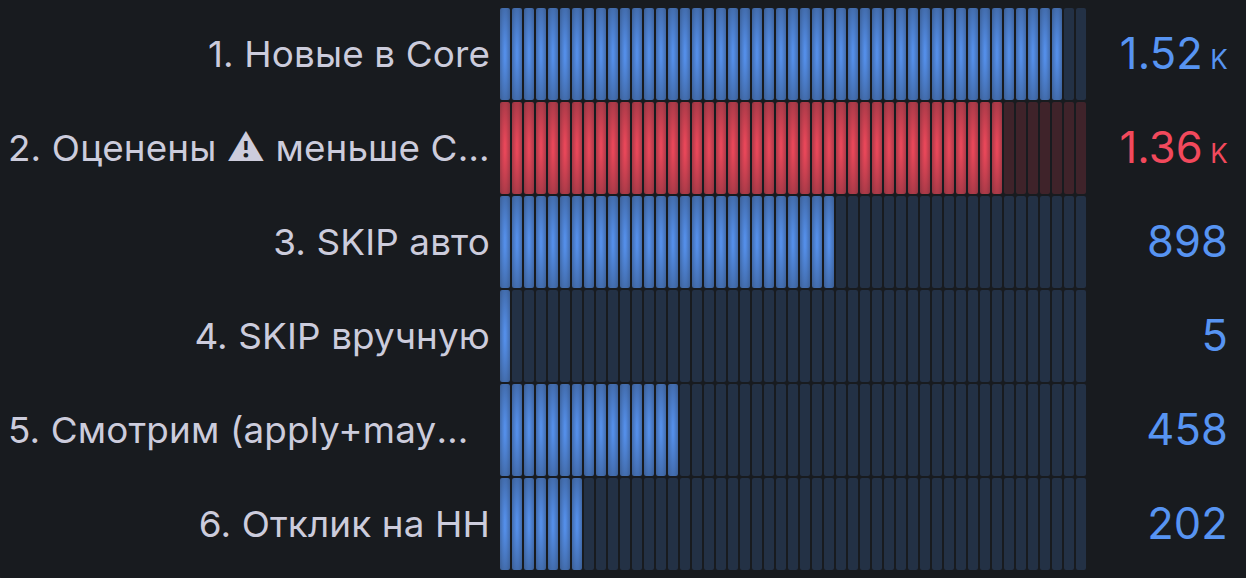 1. Новые в Core 1.52 K
2. Оценены ⚠ меньше C... 1.36 K
3. SKIP авто 898
4. SKIP вручную 5
5. Смотрим (apply+may... 458
6. Отклик на HH 202